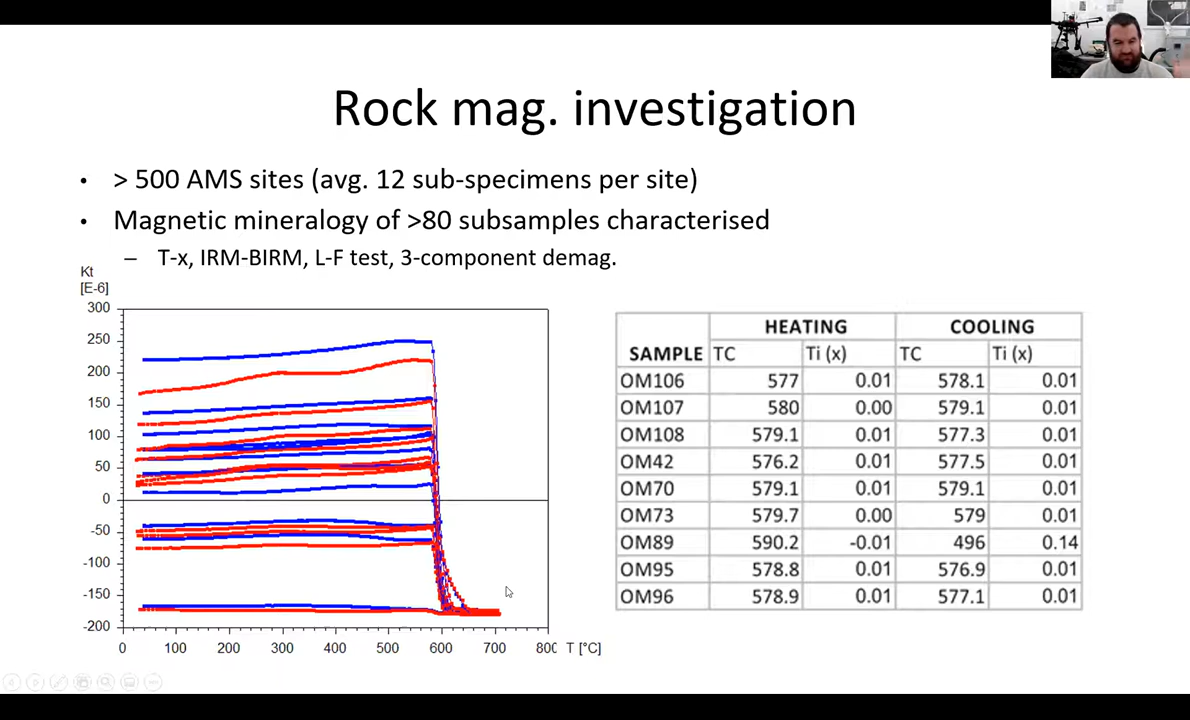 Rock mag. investigation
• > 500 AMS sites (avg. 12 sub-specimens per site)
• Magnetic mineralogy of >80 subsamples characterised
– T-x, IRM-BIRM, L-F test, 3-component demag.
Kt
[E-6]
300
250
200
150
100
50
0
-50
-100
-150
-200
0 100 200 300 400 500 600 700 800 T [°C]
HEATING COOLING
SAMPLE TC Ti (x) TC Ti (x)
OM106 577 0.01 578.1 0.01
OM107 580 0.00 579.1 0.01
OM108 579.1 0.01 577.3 0.01
OM42 576.2 0.01 577.5 0.01
OM70 579.1 0.01 579.1 0.01
OM73 579.7 0.00 579 0.01
OM89 590.2 -0.01 496 0.14
OM95 578.8 0.01 576.9 0.01
OM96 578.9 0.01 577.1 0.01